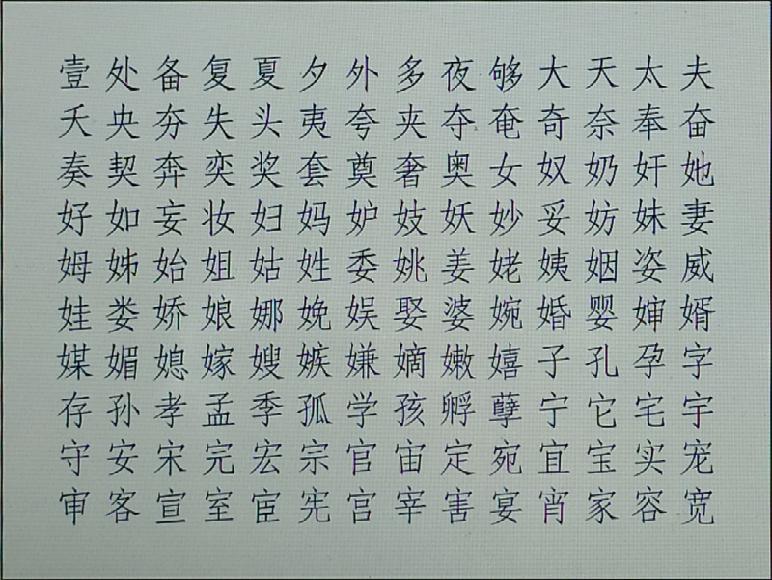 壹处备复夏夕外多夜够大天太夫
夭央夯失头夷夸夹夺奄奇奈奉奋
奏契奔奕奖套奠奢奥女奴奶奸她
好如妄妆妇妈妒妓妖妙妥妨妹妻
姆姊始姐姑姓委姚姜姥姨姻姿威
娃娄娇娘娜娩娱娶婆婉婚婴婶婿
媒媚媳嫁嫂嫉嫌嫡嫩嬉子孔孕字
存孙孝孟季孤学孩孵孽宁它宅宇
守安宋完宏宗官宙定宛宜宝实宠
审客宣室宦宪宫宰害宴宵家容宽